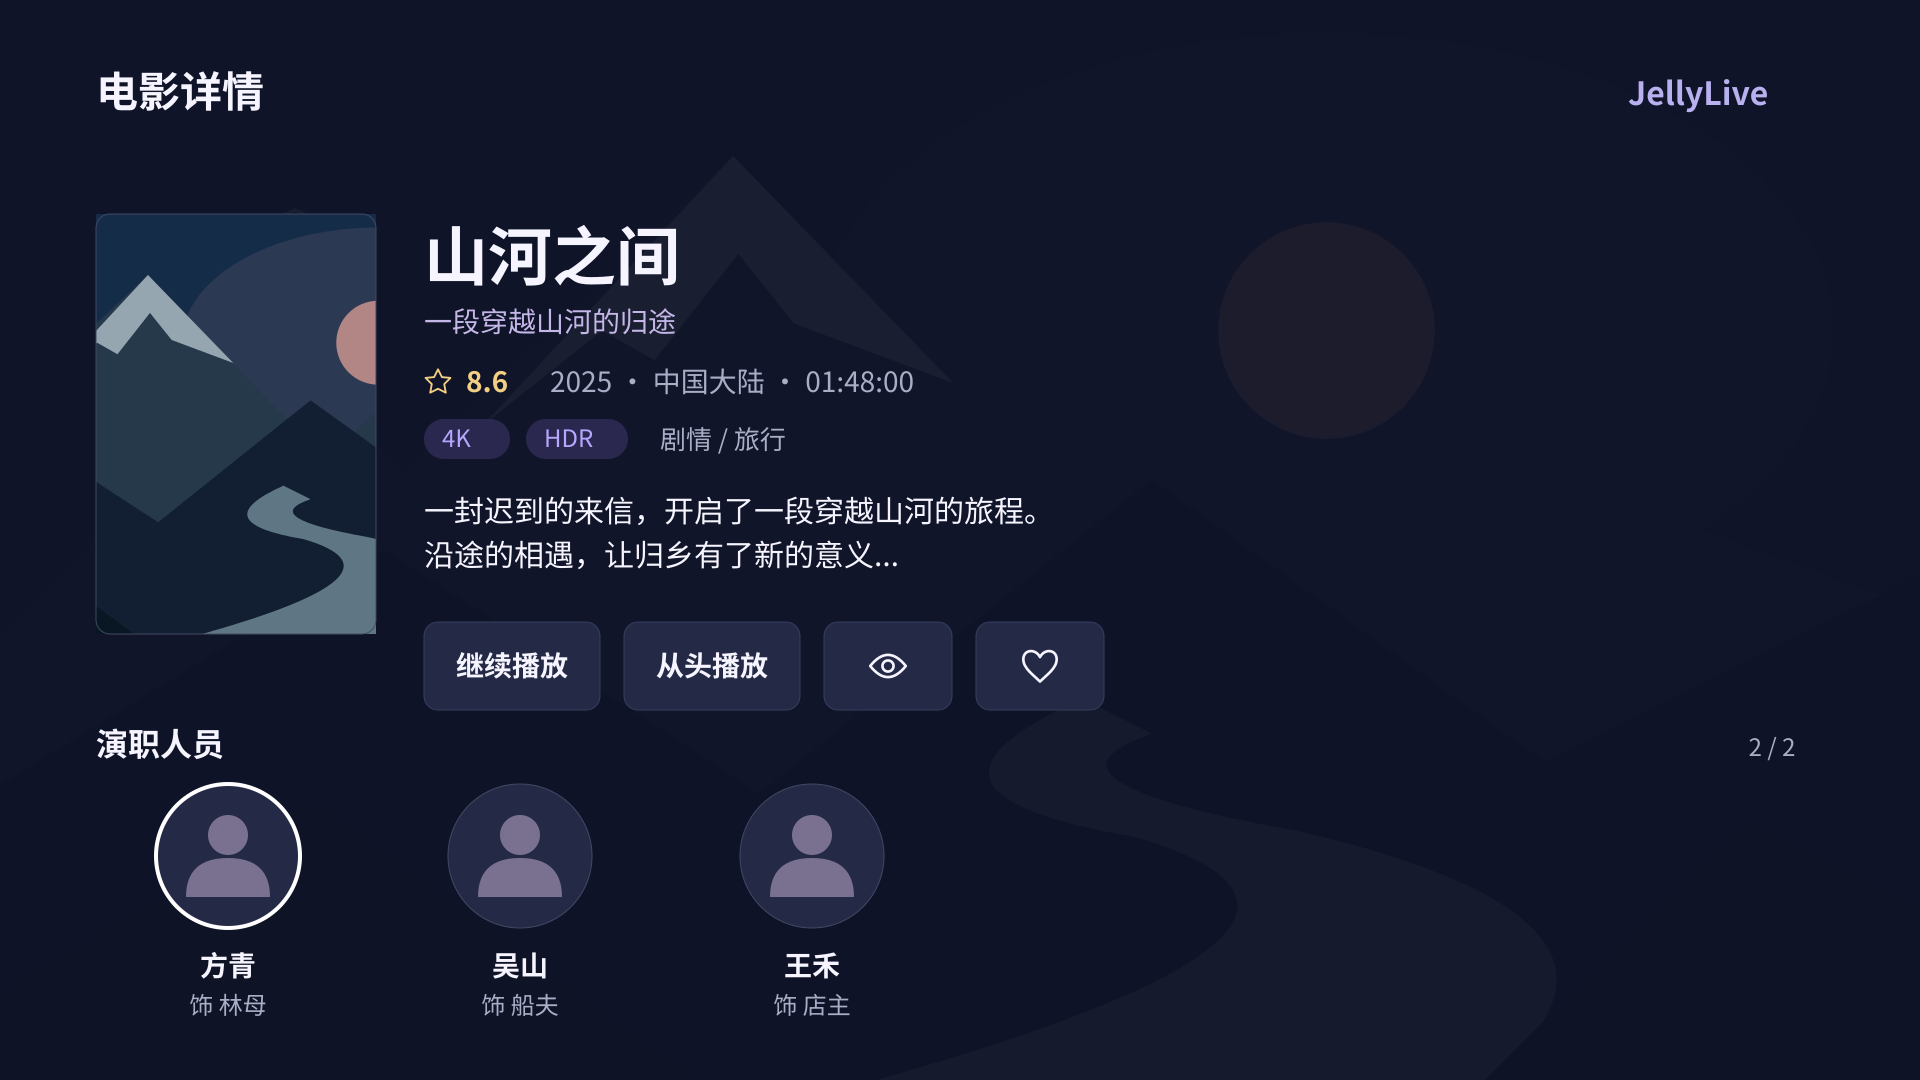 电影详情
JellyLive
山河之间
一段穿越山河的归途
8.6 2025 • 中国大陆 • 01:48:00
4K HDR 剧情 / 旅行
一封迟到的来信，开启了一段穿越山河的旅程。
沿途的相遇，让归乡有了新的意义...
继续播放 从头播放
演职人员
2 / 2
方青 吴山 王禾
饰 林母 饰 船夫 饰 店主